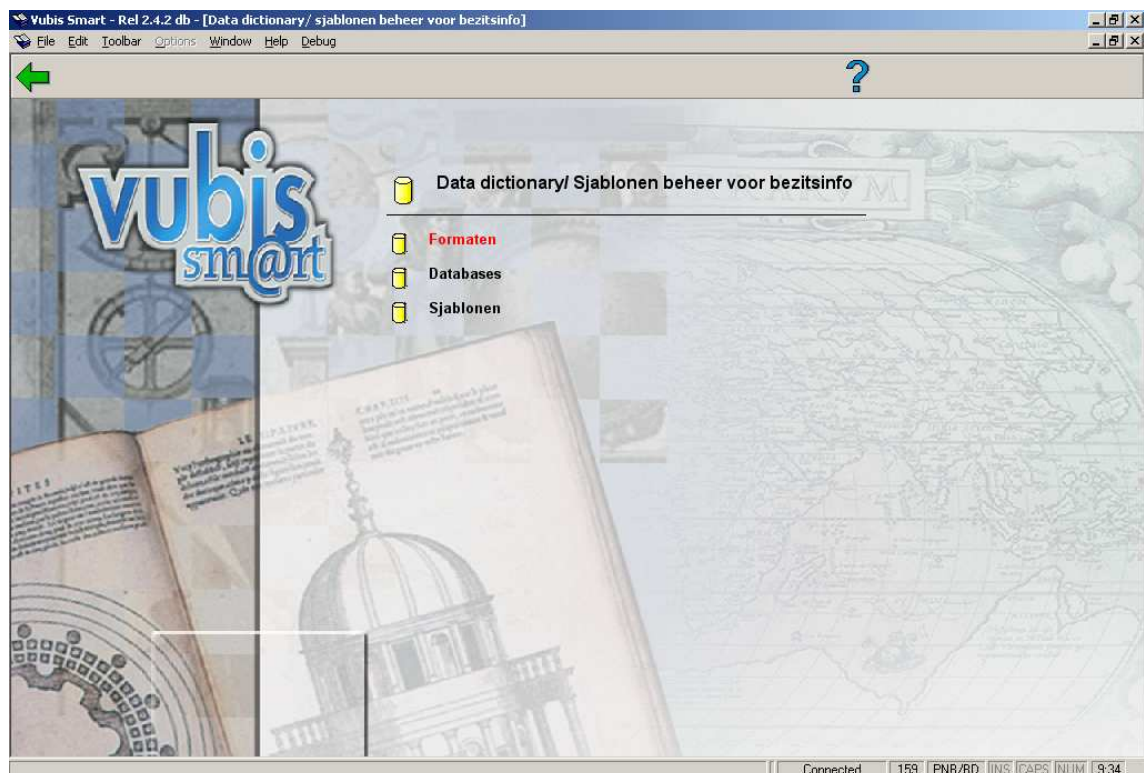 Vubis Smart - Rel 2.4.2 db - [Data dictionary/ sjablonen beheer voor bezitsinfo]
File Edit Toolbar Options Window Help Debug
?
vubis
sm@rt
Data dictionary/ Sjablonen beheer voor bezitsinfo
Formaten
Databases
Sjablonen
Connected 159 PNB/BD INS CAPS NUM 9:34